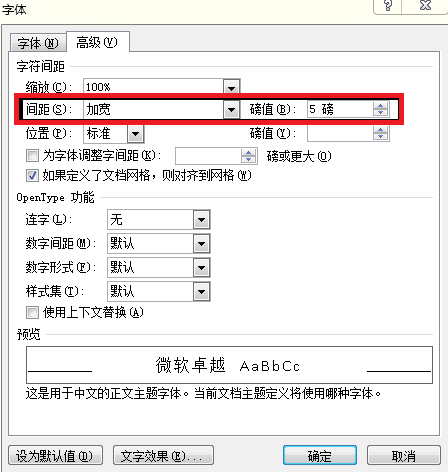 字体
字体(N) 高级(V)
字符间距
缩放(C): 100%
间距(S): 加宽 磅值(B): 5 磅
位置(P): 标准 磅值(Y):
为字体调整字间距(K): 磅或更大(O)
如果定义了文档网格，则对齐到网格(W)
OpenType 功能
连字(L): 无
数字间距(M): 默认
数字形式(F): 默认
样式集(T): 默认
使用上下文替换(A)
预览
微软卓越 AaBbCc
这是用于中文的正文主题字体。当前文档主题定义将使用哪种字体。
设为默认值(D) 文字效果(E)... 确定 取消